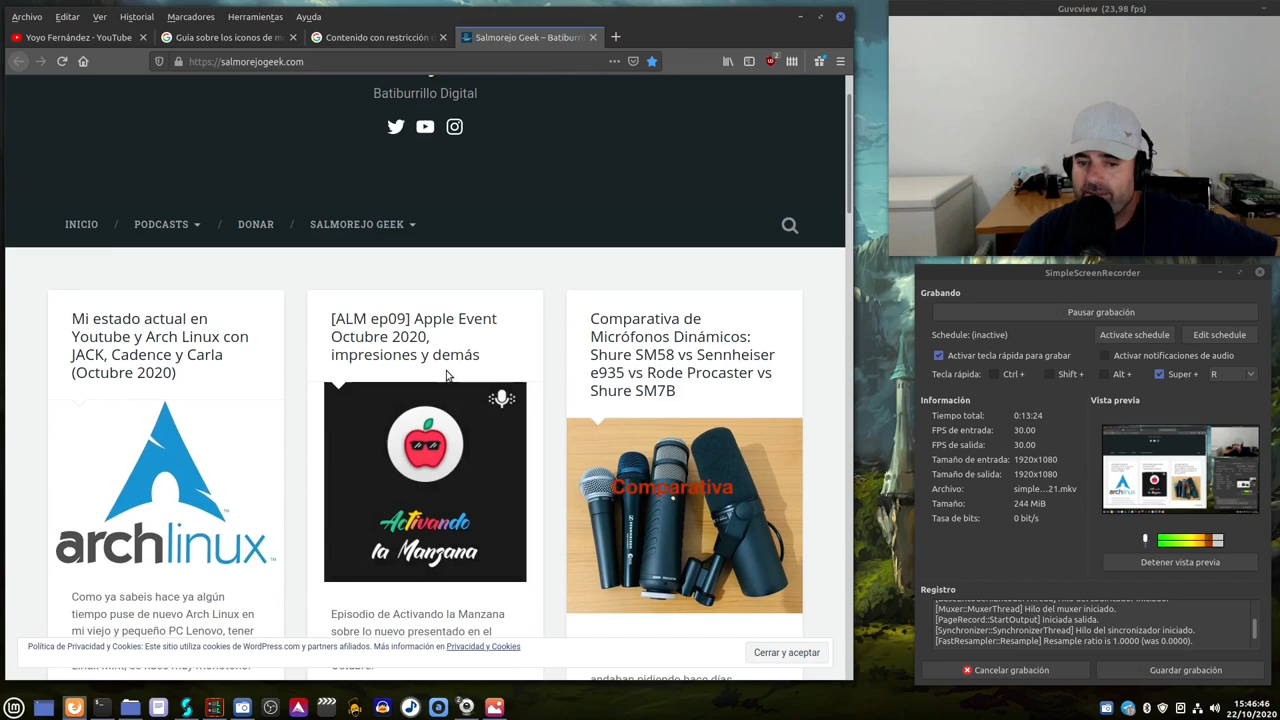 Archivo Editar Ver Historial Marcadores Herramientas Ayuda
Yoyo Fernández - YouTube
Guía sobre los iconos de m
Contenido con restricción
Salmorejo Geek – Batiburri
https://salmorejogeek.com
2
Batiburrillo Digital
INICIO / PODCASTS / DONAR / SALMOREJO GEEK
Mi estado actual en
Youtube y Arch Linux con
JACK, Cadence y Carla
(Octubre 2020)
archlinux
Como ya sabeis hace ya algún
tiempo puse de nuevo Arch Linux en
mi viejo y pequeño PC Lenovo, tener
[ALM ep09] Apple Event
Octubre 2020,
impresiones y demás
Activando
la Manzana
Episodio de Activando la Manzana
sobre lo nuevo presentado en el
Comparativa de
Micrófonos Dinámicos:
Shure SM58 vs Sennheiser
e935 vs Rode Procaster vs
Shure SM7B
Comparativa
andaban pidiendo hace días
Política de Privacidad y Cookies: Este sitio utiliza cookies de WordPress.com y partners afiliados. Más información en Privacidad y Cookies
Cerrar y aceptar
Guvcview (23,98 fps)
SimpleScreenRecorder
Grabando
Pausar grabación
Schedule: (inactive) Activate schedule Edit schedule
Activar tecla rápida para grabar Activar notificaciones de audio
Tecla rápida: Ctrl + Shift + Alt + Super + R
Información
Tiempo total: 0:13:24
FPS de entrada: 30.00
FPS de salida: 30.00
Tamaño de entrada: 1920x1080
Tamaño de salida: 1920x1080
Archivo: simple...21.mkv
Tamaño: 244 MiB
Tasa de bits: 0 bit/s
Vista previa
Detener vista previa
Registro
[Muxer::MuxerThread] Hilo del muxer iniciado.
[PageRecord::StartOutput] Iniciada salida.
[Synchronizer::SynchronizerThread] Hilo del sincronizador iniciado.
[FastResampler::Resample] Resample ratio is 1.0000 (was 0.0000).
Cancelar grabación Guardar grabación
15:46:46
22/10/2020